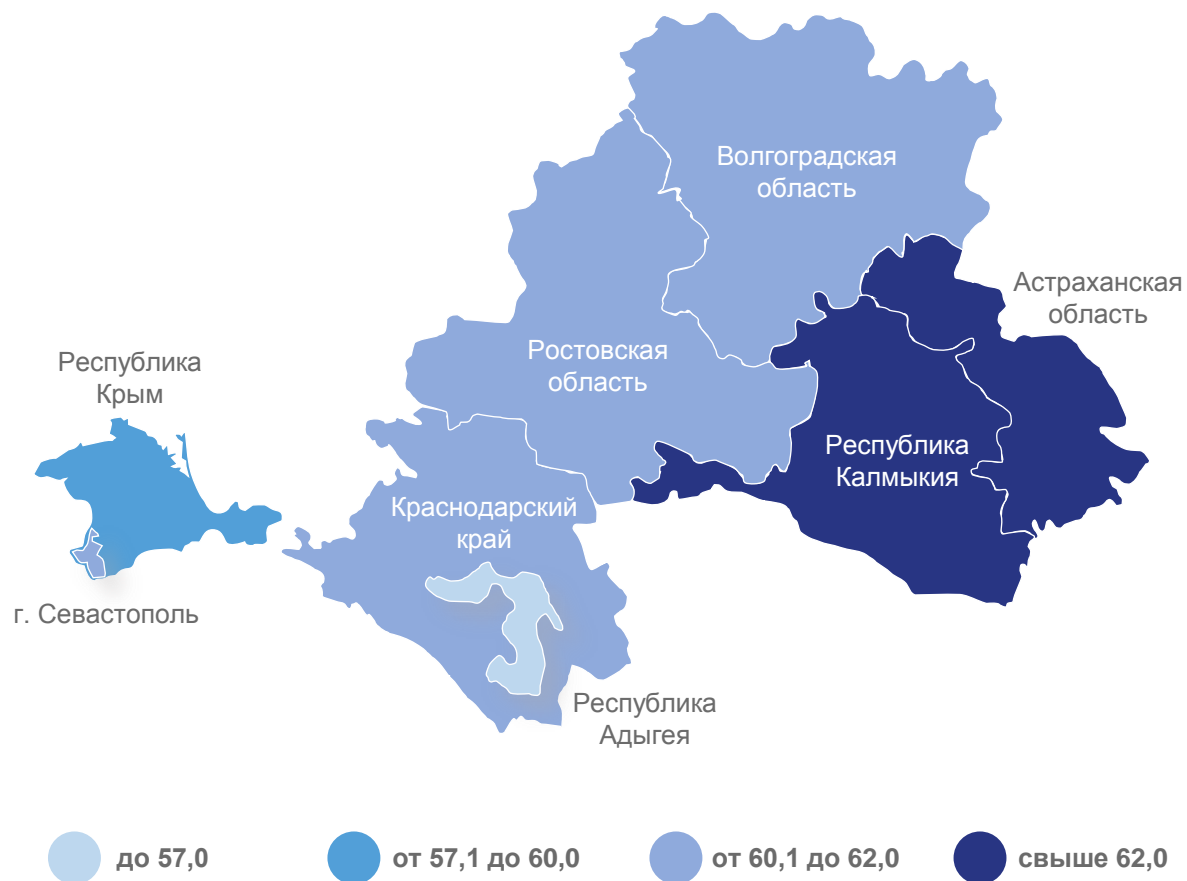 Волгоградская
область
Астраханская
область
Ростовская
область
Республика
Крым
Республика
Калмыкия
Краснодарский
край
г. Севастополь
Республика
Адыгея
до 57,0
от 57,1 до 60,0
от 60,1 до 62,0
свыше 62,0